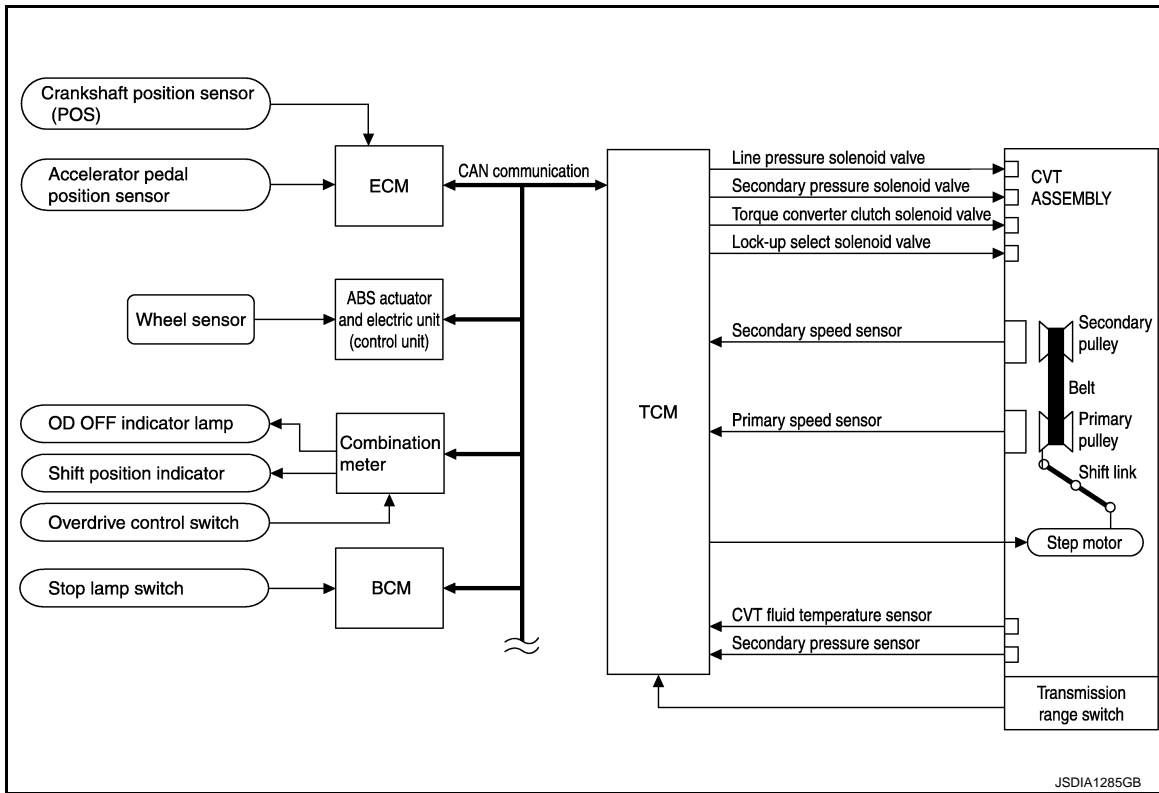 Crankshaft position sensor
(POS)
Accelerator pedal
position sensor
ECM
CAN communication
Wheel sensor
ABS actuator
and electric unit
(control unit)
OD OFF indicator lamp
Shift position indicator
Overdrive control switch
Combination
meter
Stop lamp switch
BCM
TCM
Line pressure solenoid valve
Secondary pressure solenoid valve
Torque converter clutch solenoid valve
Lock-up select solenoid valve
Secondary speed sensor
Primary speed sensor
CVT fluid temperature sensor
Secondary pressure sensor
CVT
ASSEMBLY
Secondary
pulley
Belt
Primary
pulley
Shift link
Step motor
Transmission
range switch
JSDIA1285GB